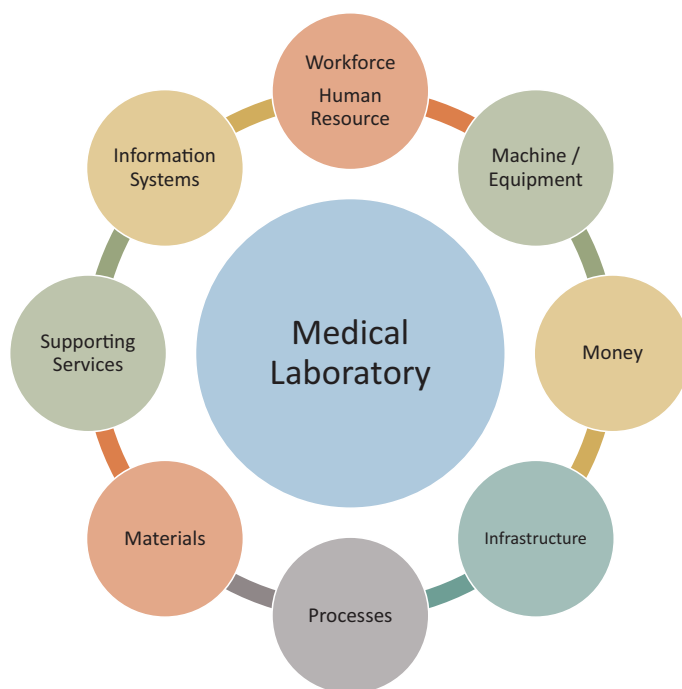 Workforce
Human
Resource
Machine /
Equipment
Money
Infrastructure
Processes
Materials
Supporting
Services
Information
Systems
Medical
Laboratory